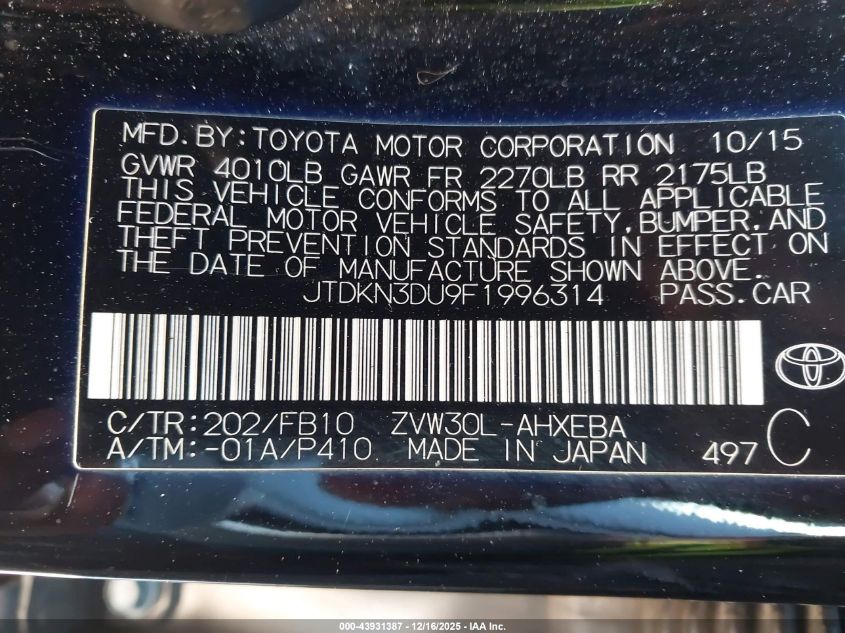 MFD.BY:TOYOTA MOTOR CORPORATION 10/15
GVWR 4010LB GAWR FR 2270LB RR 2175LB
THIS VEHICLE CONFORMS TO ALL APPLICABLE
FEDERAL MOTOR VEHICLE SAFETY,BUMPER,AND
THEFT PREVENTION STANDARDS IN EFFECT ON
THE DATE OF MANUFACTURE SHOWN ABOVE.
JTDKN3DU9F1996314 PASS.CAR
C/TR:202/FB10 ZVW30L-AHXEBA
A/TM:-01A/P410 MADE IN JAPAN 497 C
000-43931387 - 12/16/2025 - IAA Inc.